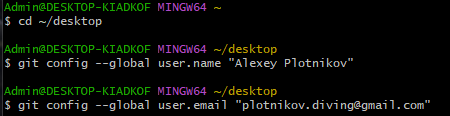 Admin@DESKTOP-KIADKOF MINGW64 ~
$ cd ~/desktop
Admin@DESKTOP-KIADKOF MINGW64 ~/desktop
$ git config --global user.name "Alexey Plotnikov"
Admin@DESKTOP-KIADKOF MINGW64 ~/desktop
$ git config --global user.email "plotnikov.diving@gmail.com"